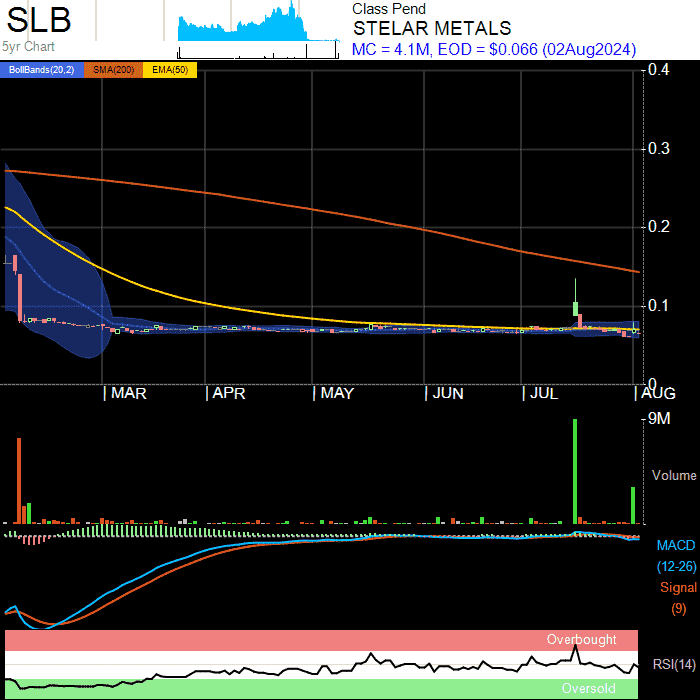 SLB
5yr Chart
Class Pend
STELAR METALS
MC = 4.1M, EOD = $0.066 (02Aug2024)
BollBands(20,2) SMA(200) EMA(50)
0.4
0.3
0.2
0.1
0
MAR APR MAY JUN JUL AUG
9M
Volume
MACD
(12-26)
Signal
(9)
Overbought
RSI(14)
Oversold